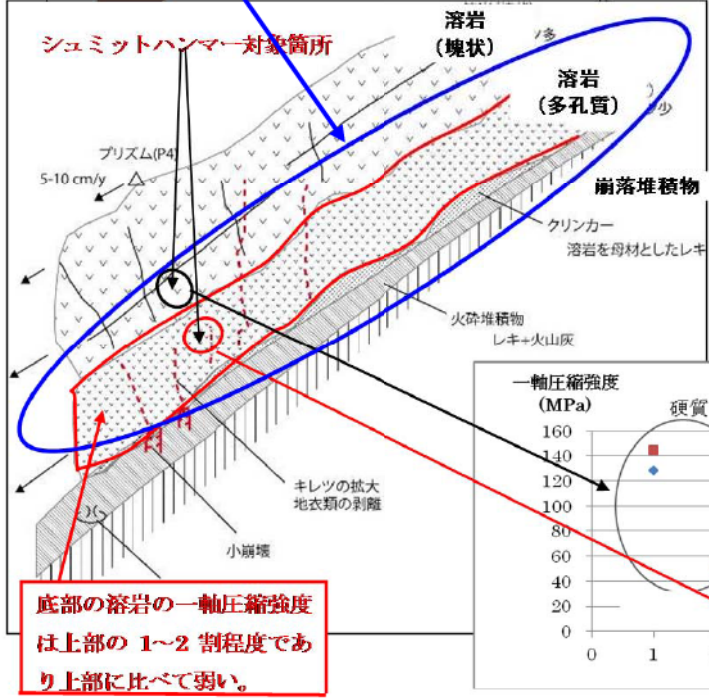 溶岩
(塊状)
多
シュミットハンマー対象箇所
溶岩
(多孔質)
少
プリズム(P4)
5-10 cm/y
崩落堆積物
クリンカー
溶岩を母材としたレキ
火砕堆積物
レキ+火山灰
一軸圧縮強度
(MPa)
硬質
160
140
120
100
80
60
40
20
0
0
1
キレツの拡大
地衣類の剥離
小崩壊
底部の溶岩の一軸圧縮強度
は上部の 1~2 割程度であ
り上部に比べて弱い。